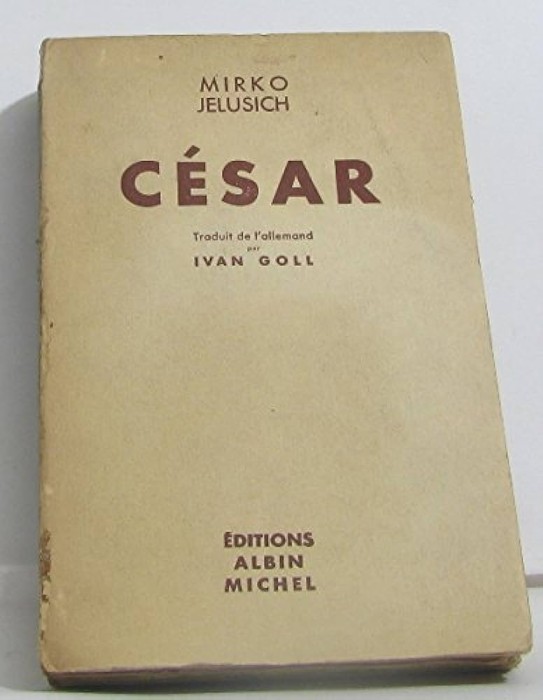 MIRKO
JELUSICH
CÉSAR
Traduit de l'allemand
par
IVAN GOLL
ÉDITIONS
ALBIN
MICHEL